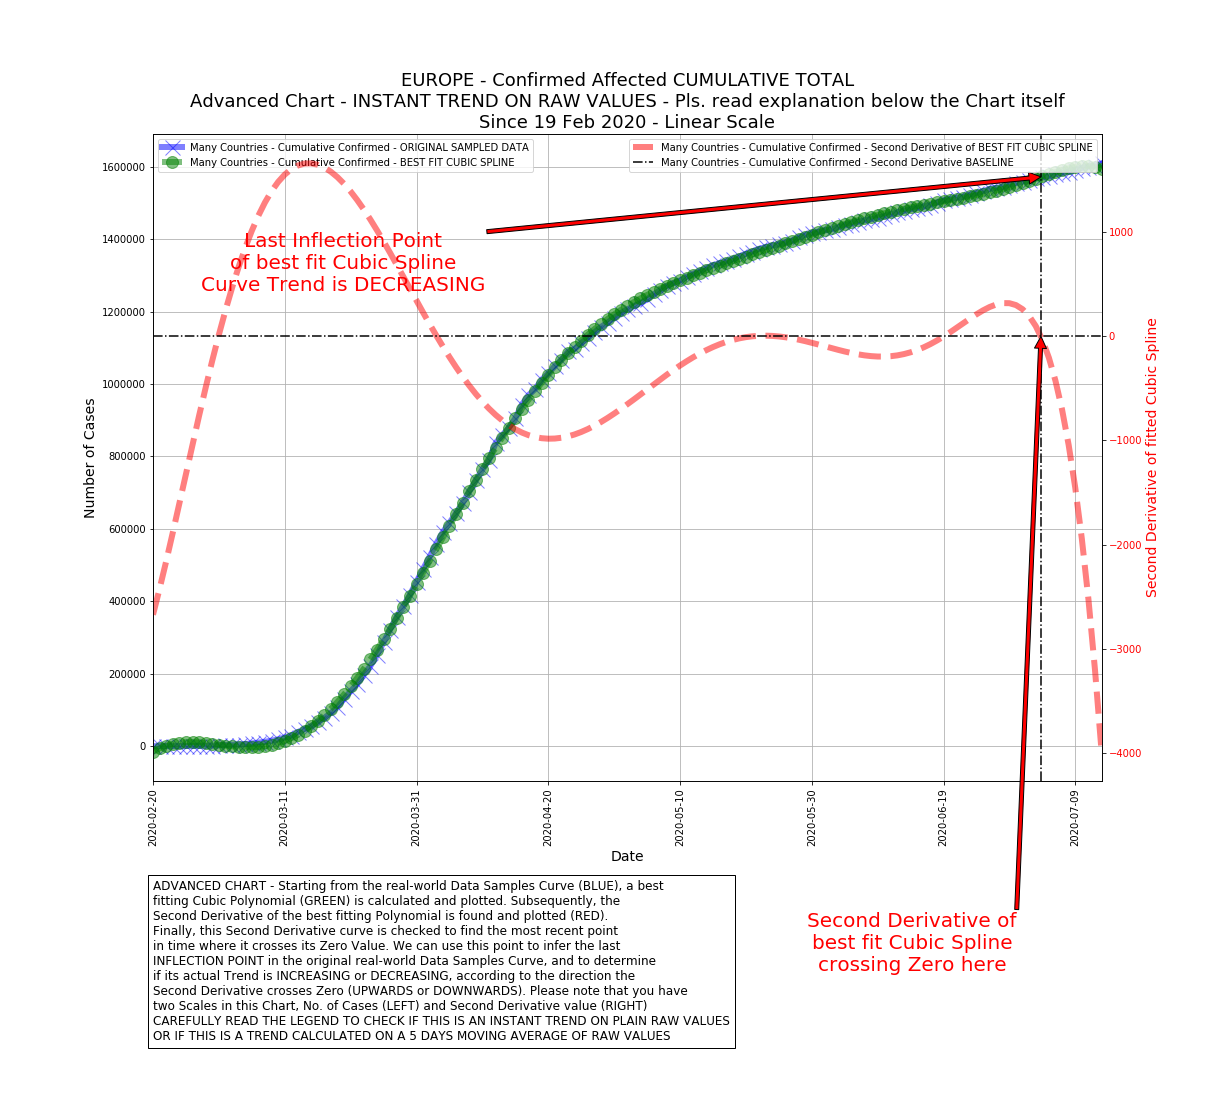 EUROPE - Confirmed Affected CUMULATIVE TOTAL
Advanced Chart - INSTANT TREND ON RAW VALUES - Pls. read explanation below the Chart itself
Since 19 Feb 2020 - Linear Scale
Many Countries - Cumulative Confirmed - ORIGINAL SAMPLED DATA
Many Countries - Cumulative Confirmed - BEST FIT CUBIC SPLINE
Many Countries - Cumulative Confirmed - Second Derivative of BEST FIT CUBIC SPLINE
Many Countries - Cumulative Confirmed - Second Derivative BASELINE
Last Inflection Point
of best fit Cubic Spline
Curve Trend is DECREASING
Number of Cases
1600000
1400000
1200000
1000000
800000
600000
400000
200000
0
1000
0
−1000
−2000
−3000
−4000
Second Derivative of fitted Cubic Spline
2020-02-20
2020-03-11
2020-03-31
2020-04-20
2020-05-10
2020-05-30
2020-06-19
2020-07-09
Date
ADVANCED CHART - Starting from the real-world Data Samples Curve (BLUE), a best
fitting Cubic Polynomial (GREEN) is calculated and plotted. Subsequently, the
Second Derivative of the best fitting Polynomial is found and plotted (RED).
Finally, this Second Derivative curve is checked to find the most recent point
in time where it crosses its Zero Value. We can use this point to infer the last
INFLECTION POINT in the original real-world Data Samples Curve, and to determine
if its actual Trend is INCREASING or DECREASING, according to the direction the
Second Derivative crosses Zero (UPWARDS or DOWNWARDS). Please note that you have
two Scales in this Chart, No. of Cases (LEFT) and Second Derivative value (RIGHT)
CAREFULLY READ THE LEGEND TO CHECK IF THIS IS AN INSTANT TREND ON PLAIN RAW VALUES
OR IF THIS IS A TREND CALCULATED ON A 5 DAYS MOVING AVERAGE OF RAW VALUES
Second Derivative of
best fit Cubic Spline
crossing Zero here